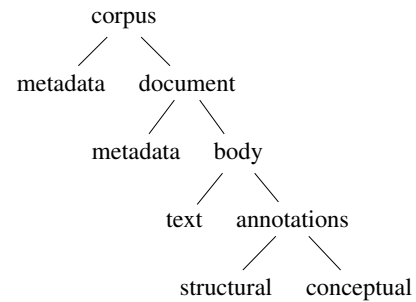 corpus
metadata document
metadata body
text annotations
structural conceptual